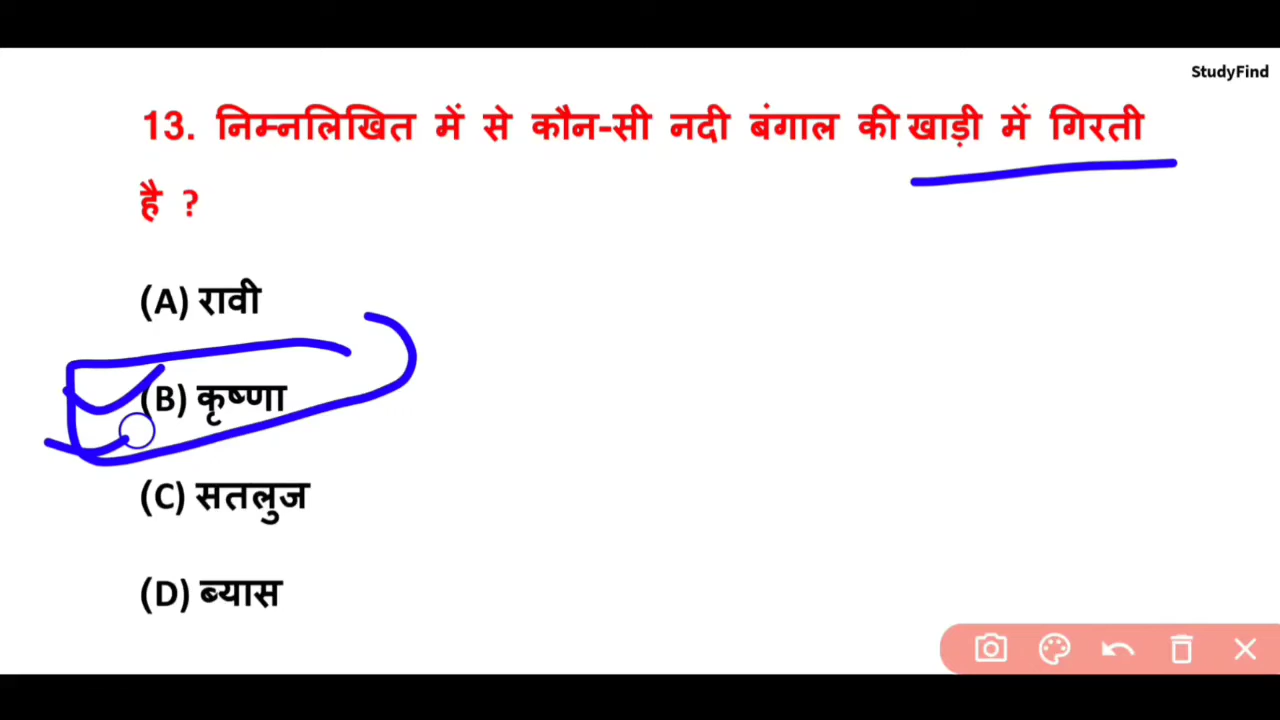 StudyFind
13. निम्नलिखित में से कौन-सी नदी बंगाल की खाड़ी में गिरती
है ?
(A) रावी
(B) कृष्णा
(C) सतलुज
(D) ब्यास